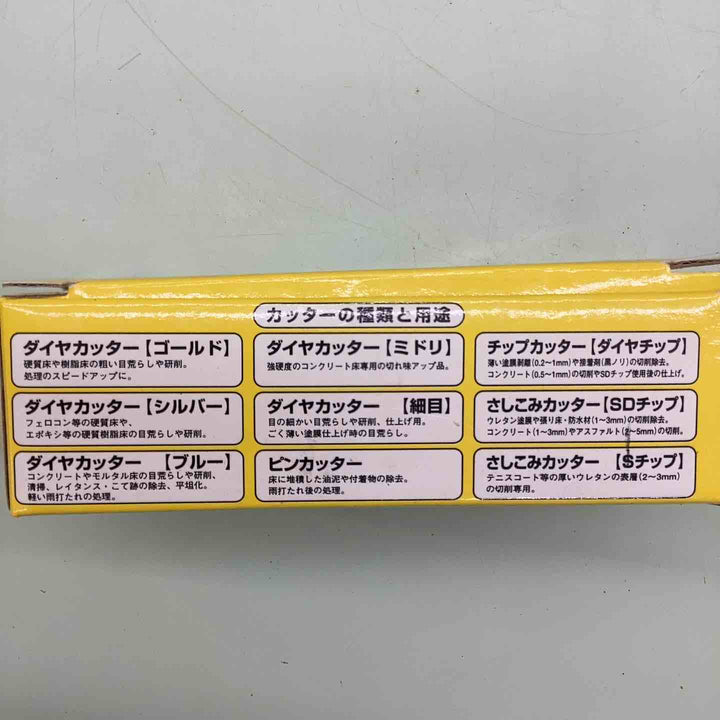 カッターの種類と用途
ダイヤカッター【ゴールド】
硬質床や樹脂床の粗い目荒らしや研削。
処理のスピードアップに。
ダイヤカッター【ミドリ】
強硬度のコンクリート床専用の切れ味アップ品。
チップカッター【ダイヤチップ】
薄い塗膜剥離(0.2〜1mm)や接着剤(黒ノリ)の切削除去。
コンクリート(0.5〜1mm)の切削やSDチップ使用後の仕上げ。
ダイヤカッター【シルバー】
フェロコン等の硬質床や、
エポキシ等の硬質樹脂床の目荒らしや研削。
ダイヤカッター【細目】
目の細かい目荒らしや研削、仕上げ用。
ごく薄い塗膜仕上げ時の目荒らし。
さしこみカッター【SDチップ】
ウレタン塗膜や張り床・防水材(1〜3mm)の切削除去。
コンクリート(1〜3mm)やアスファルト(2〜5mm)の切削。
ダイヤカッター【ブルー】
コンクリートやモルタル床の目荒らしや研削、
清掃、レイタンス・こて跡の除去、平坦化。
軽い雨打たれの処理。
ピンカッター
床に堆積した油泥や付着物の除去。
雨打たれ後の処理。
さしこみカッター【Sチップ】
テニスコート等の厚いウレタンの表層(2〜3mm)
の切削専用。